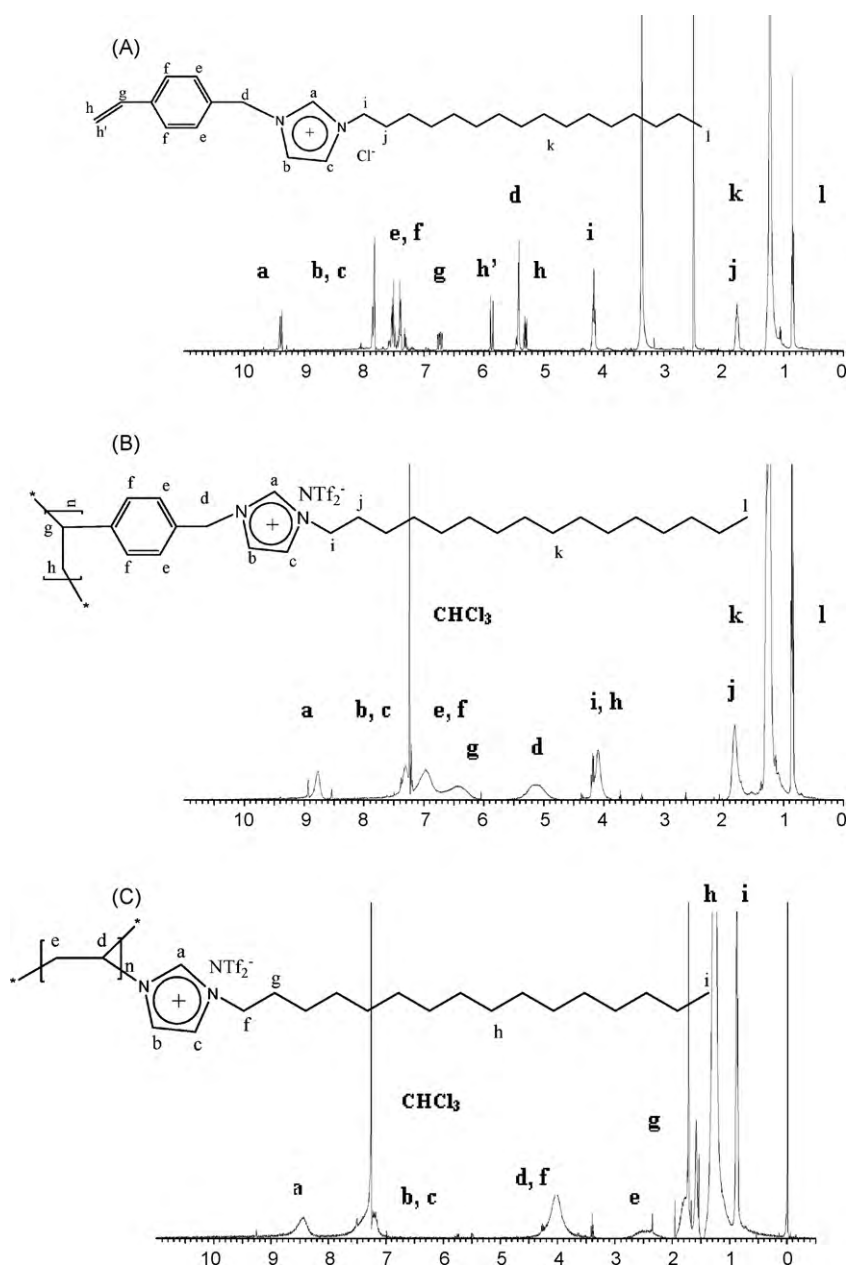 (A)
f e
g d a i l
h
h' N + N
f e j k
b c Cl-
d k l
e, f i
a b, c g h' h j
10 9 8 7 6 5 4 3 2 1 0
(B)
* n f e d a NTf2- j l
g N + N
h f e b c i k
*
CHCl3 k l
a b, c e, f g d i, h j
10 9 8 7 6 5 4 3 2 1 0
(C)
h i
e d *
* n a NTf2- g i
N + N
b c f h
CHCl3
g
a b, c d, f e
10 9 8 7 6 5 4 3 2 1 0